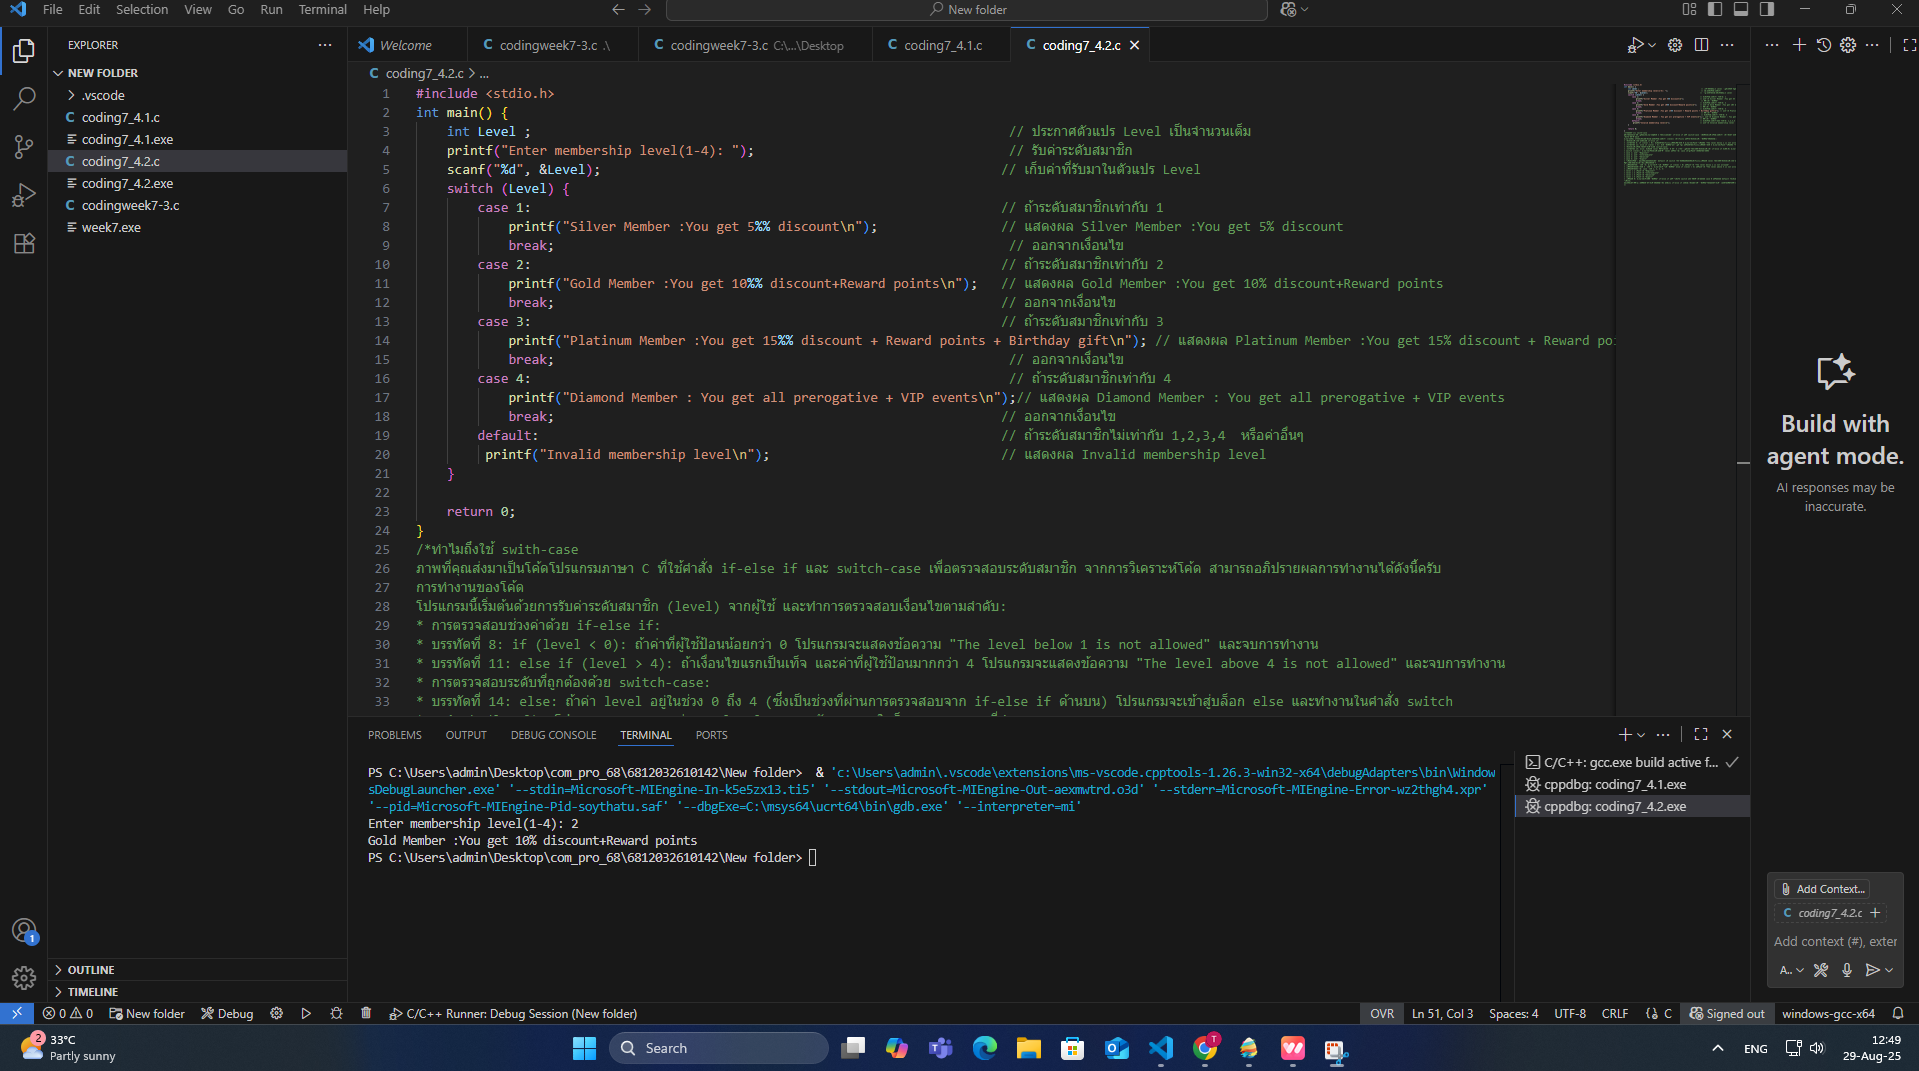 File Edit Selection View Go Run Terminal Help
New folder
EXPLORER
NEW FOLDER
.vscode
C coding7_4.1.c
coding7_4.1.exe
C coding7_4.2.c
coding7_4.2.exe
C codingweek7-3.c
week7.exe
OUTLINE
TIMELINE
Welcome
C codingweek7-3.c .\
C codingweek7-3.c C:\...\Desktop
C coding7_4.1.c
C coding7_4.2.c
C coding7_4.2.c > ...
1 #include <stdio.h>
2 int main() {
3 int Level ; // ประกาศตัวแปร Level เป็นจำนวนเต็ม
4 printf("Enter membership level(1-4): "); // รับค่าระดับสมาชิก
5 scanf("%d", &Level); // เก็บค่าที่รับมาในตัวแปร Level
6 switch (Level) {
7 case 1: // ถ้าระดับสมาชิกเท่ากับ 1
8 printf("Silver Member :You get 5%% discount\n"); // แสดงผล Silver Member :You get 5% discount
9 break; // ออกจากเงื่อนไข
10 case 2: // ถ้าระดับสมาชิกเท่ากับ 2
11 printf("Gold Member :You get 10%% discount+Reward points\n"); // แสดงผล Gold Member :You get 10% discount+Reward points
12 break; // ออกจากเงื่อนไข
13 case 3: // ถ้าระดับสมาชิกเท่ากับ 3
14 printf("Platinum Member :You get 15%% discount + Reward points + Birthday gift\n"); // แสดงผล Platinum Member :You get 15% discount + Reward poi
15 break; // ออกจากเงื่อนไข
16 case 4: // ถ้าระดับสมาชิกเท่ากับ 4
17 printf("Diamond Member : You get all prerogative + VIP events\n");// แสดงผล Diamond Member : You get all prerogative + VIP events
18 break; // ออกจากเงื่อนไข
19 default: // ถ้าระดับสมาชิกไม่เท่ากับ 1,2,3,4 หรือค่าอื่นๆ
20 printf("Invalid membership level\n"); // แสดงผล Invalid membership level
21 }
22
23 return 0;
24 }
25 /*ทำไมถึงใช้ swith-case
26 ภาพที่คุณส่งมาเป็นโค้ดโปรแกรมภาษา C ที่ใช้คำสั่ง if-else if และ switch-case เพื่อตรวจสอบระดับสมาชิก จากการวิเคราะห์โค้ด สามารถอภิปรายผลการทำงานได้ดังนี้ครับ
27 การทำงานของโค้ด
28 โปรแกรมนี้เริ่มต้นด้วยการรับค่าระดับสมาชิก (level) จากผู้ใช้ และทำการตรวจสอบเงื่อนไขตามลำดับ:
29 * การตรวจสอบช่วงค่าด้วย if-else if:
30 * บรรทัดที่ 8: if (level < 0): ถ้าค่าที่ผู้ใช้ป้อนน้อยกว่า 0 โปรแกรมจะแสดงข้อความ "The level below 1 is not allowed" และจบการทำงาน
31 * บรรทัดที่ 11: else if (level > 4): ถ้าเงื่อนไขแรกเป็นเท็จ และค่าที่ผู้ใช้ป้อนมากกว่า 4 โปรแกรมจะแสดงข้อความ "The level above 4 is not allowed" และจบการทำงาน
32 * การตรวจสอบระดับที่ถูกต้องด้วย switch-case:
33 * บรรทัดที่ 14: else: ถ้าค่า level อยู่ในช่วง 0 ถึง 4 (ซึ่งเป็นช่วงที่ผ่านการตรวจสอบจาก if-else if ด้านบน) โปรแกรมจะเข้าสู่บล็อก else และทำงานในคำสั่ง switch
PROBLEMS OUTPUT DEBUG CONSOLE TERMINAL PORTS
PS C:\Users\admin\Desktop\com_pro_68\6812032610142\New folder> & 'c:\Users\admin\.vscode\extensions\ms-vscode.cpptools-1.26.3-win32-x64\debugAdapters\bin\Window
sDebugLauncher.exe' '--stdin=Microsoft-MIEngine-In-k5e5zx13.ti5' '--stdout=Microsoft-MIEngine-Out-aexmwtrd.o3d' '--stderr=Microsoft-MIEngine-Error-wz2thgh4.xpr'
'--pid=Microsoft-MIEngine-Pid-soythatu.saf' '--dbgExe=C:\msys64\ucrt64\bin\gdb.exe' '--interpreter=mi'
Enter membership level(1-4): 2
Gold Member :You get 10% discount+Reward points
PS C:\Users\admin\Desktop\com_pro_68\6812032610142\New folder>
C/C++: gcc.exe build active f...
cppdbg: coding7_4.1.exe
cppdbg: coding7_4.2.exe
Build with
agent mode.
AI responses may be
inaccurate.
Add Context...
C coding7_4.2.c
Add context (#), exter
A..
1
0 0 New folder Debug C/C++ Runner: Debug Session (New folder)
OVR Ln 51, Col 3 Spaces: 4 UTF-8 CRLF {} C Signed out windows-gcc-x64
2
33°C
Partly sunny
Search
T
ENG
12:49
29-Aug-25